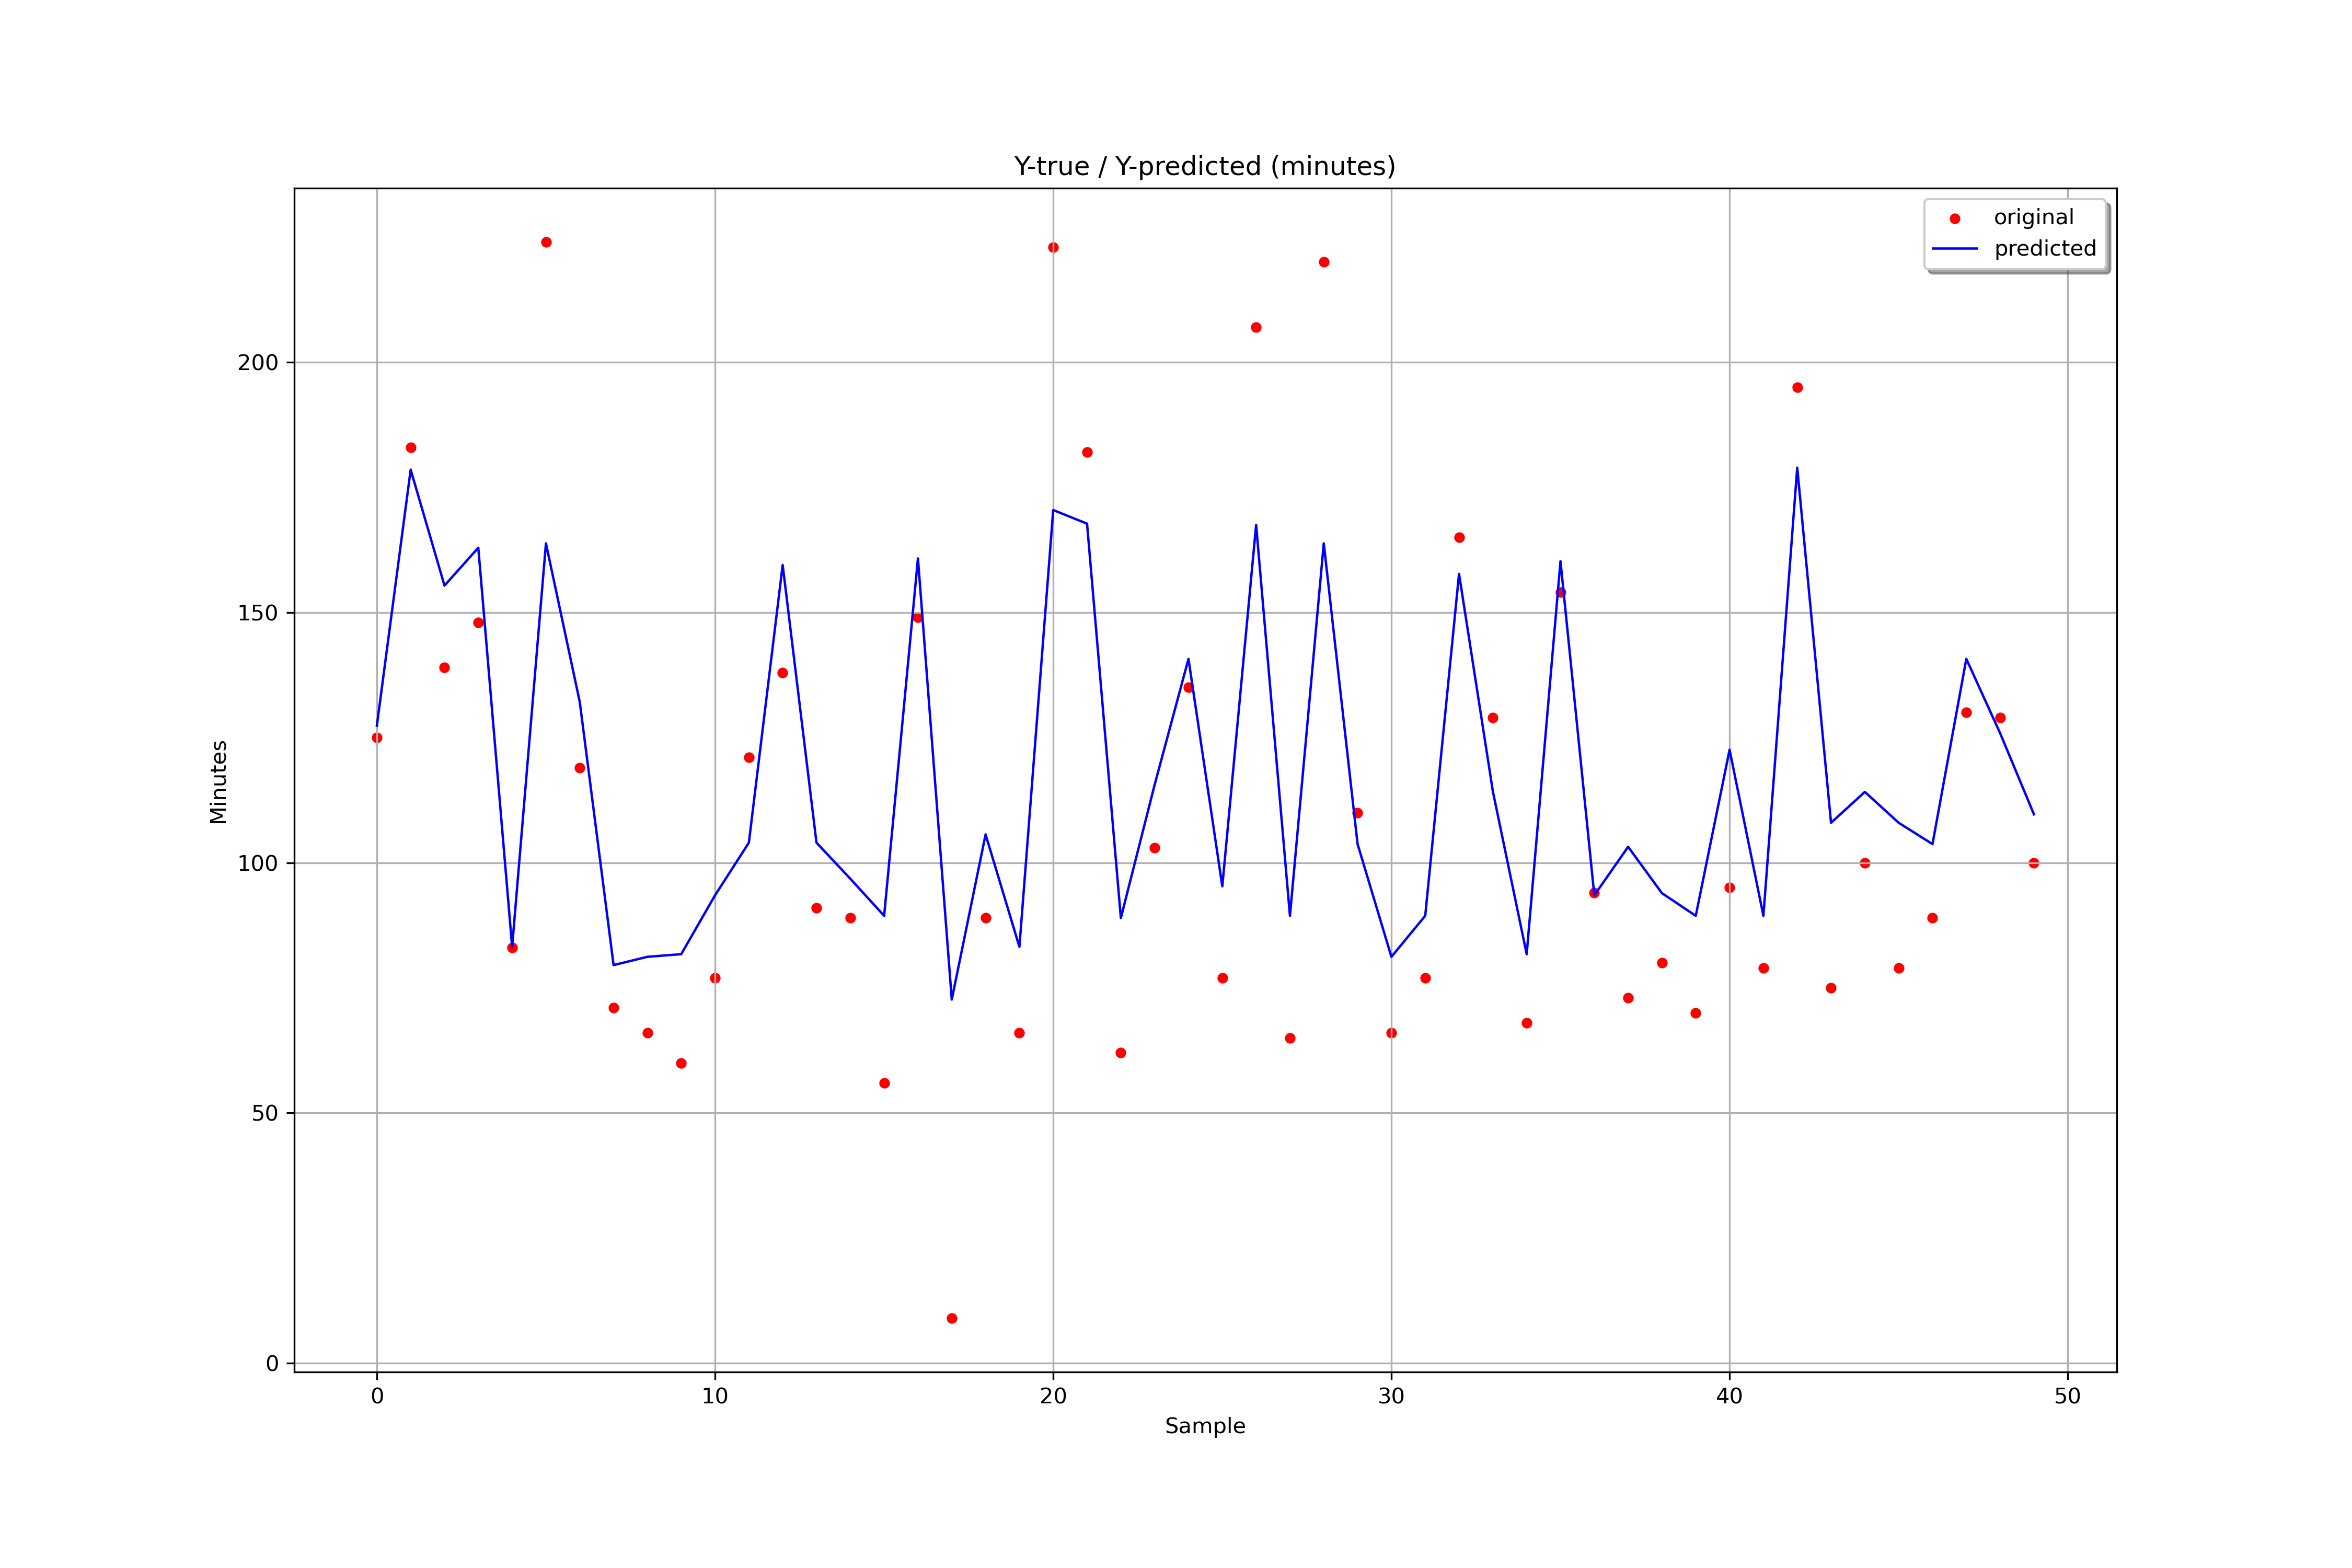 Y-true / Y-predicted (minutes)
original
predicted
200
150
100
50
0
Minutes
0 10 20 30 40 50
Sample